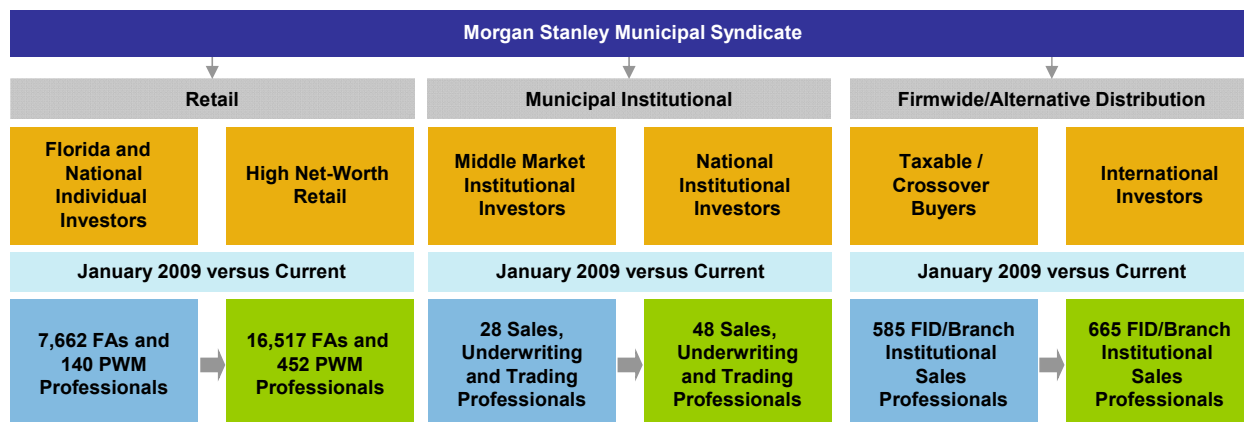 Morgan Stanley Municipal Syndicate
Retail
Municipal Institutional
Firmwide/Alternative Distribution
Florida and
National
Individual
Investors
High Net-Worth
Retail
Middle Market
Institutional
Investors
National
Institutional
Investors
Taxable /
Crossover
Buyers
International
Investors
January 2009 versus Current
January 2009 versus Current
January 2009 versus Current
7,662 FAs and
140 PWM
Professionals
16,517 FAs and
452 PWM
Professionals
28 Sales,
Underwriting
and Trading
Professionals
48 Sales,
Underwriting
and Trading
Professionals
585 FID/Branch
Institutional
Sales
Professionals
665 FID/Branch
Institutional
Sales
Professionals